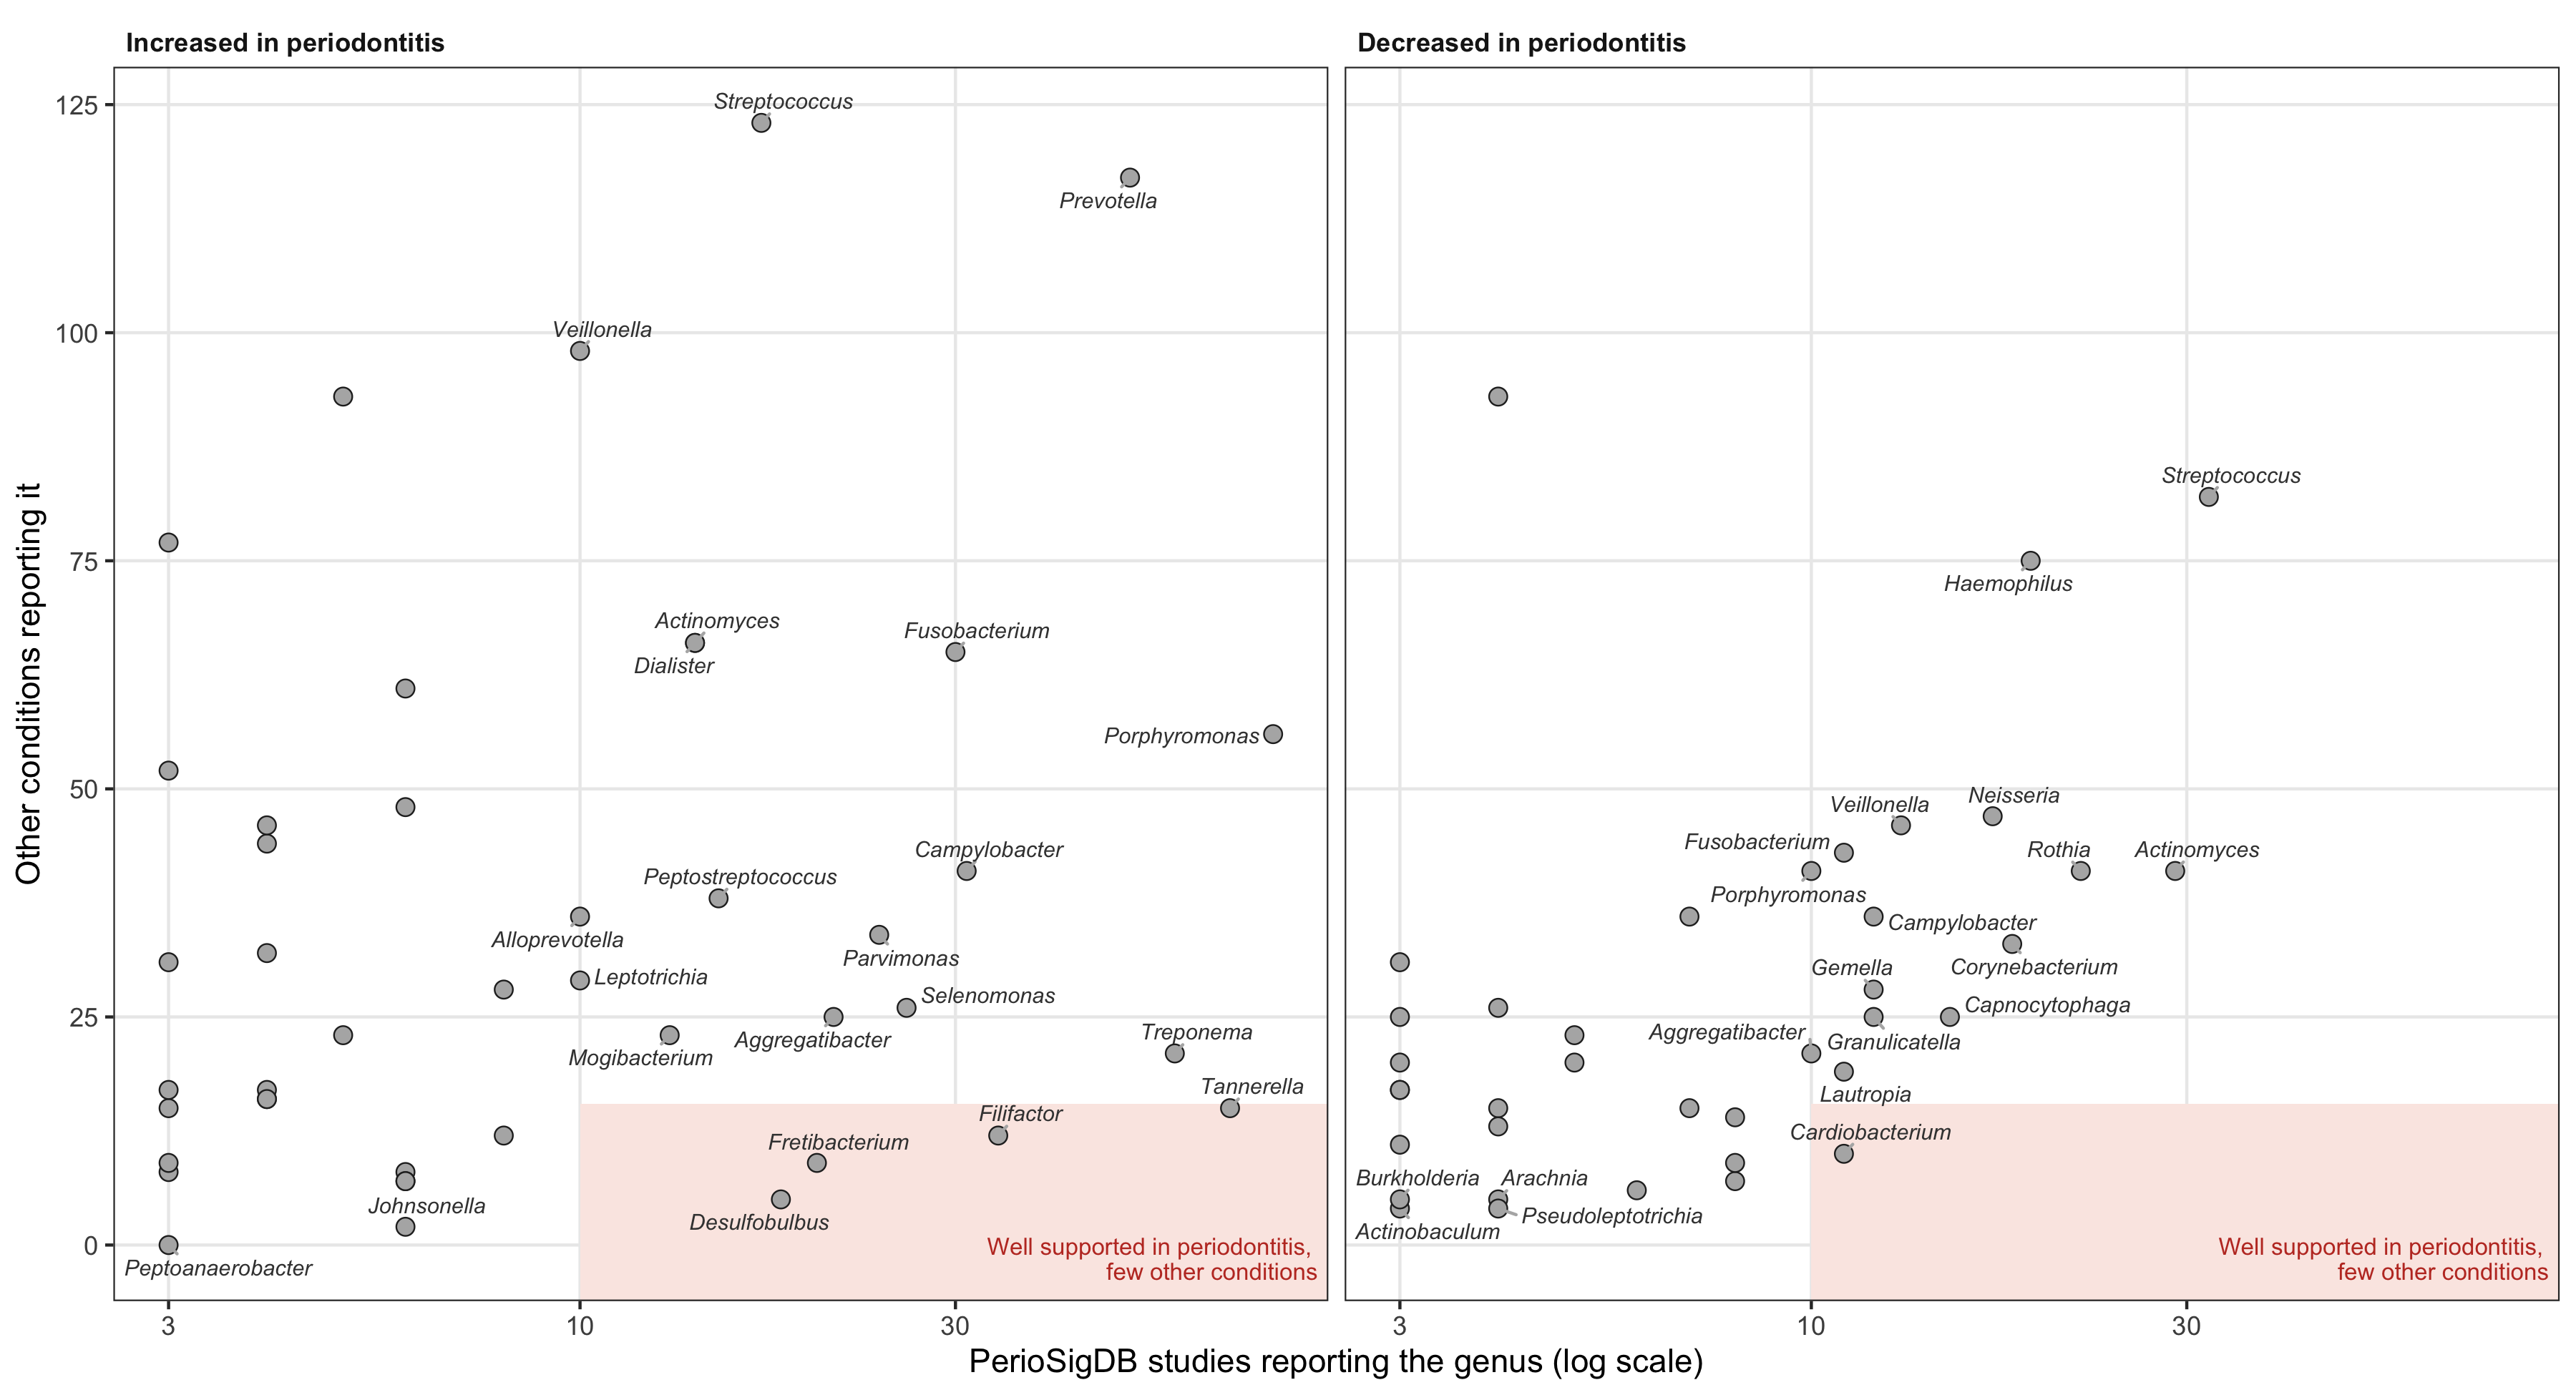 Increased in periodontitis
Decreased in periodontitis
Other conditions reporting it
125
100
75
50
25
0
Streptococcus
Prevotella
Veillonella
Actinomyces
Dialister
Fusobacterium
Porphyromonas
Campylobacter
Peptostreptococcus
Alloprevotella
Parvimonas
Leptotrichia
Selenomonas
Aggregatibacter
Mogibacterium
Treponema
Tannerella
Filifactor
Fretibacterium
Desulfobulbus
Johnsonella
Peptoanaerobacter
Well supported in periodontitis,
few other conditions
3
10
30
Streptococcus
Haemophilus
Neisseria
Veillonella
Fusobacterium
Rothia
Actinomyces
Porphyromonas
Campylobacter
Corynebacterium
Gemella
Capnocytophaga
Aggregatibacter
Granulicatella
Lautropia
Cardiobacterium
Burkholderia
Arachnia
Pseudoleptotrichia
Actinobaculum
Well supported in periodontitis,
few other conditions
3
10
30
PerioSigDB studies reporting the genus (log scale)